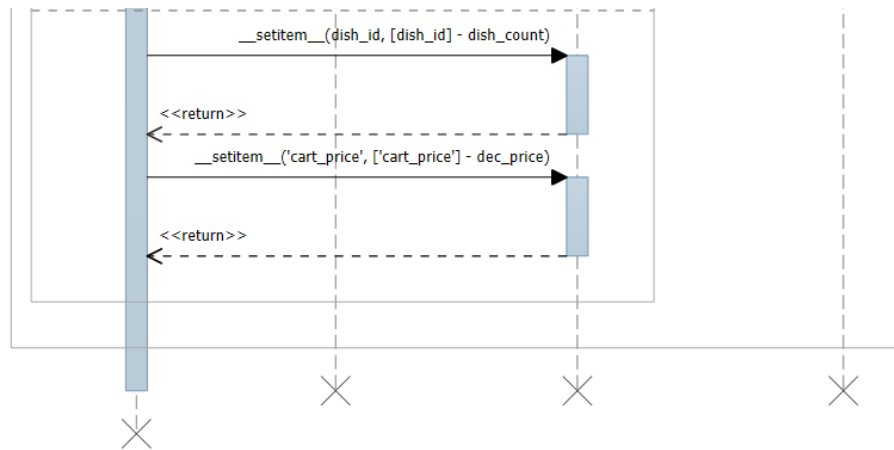 __setitem__(dish_id, [dish_id] - dish_count)
<<return>>
__setitem__('cart_price', ['cart_price'] - dec_price)
<<return>>